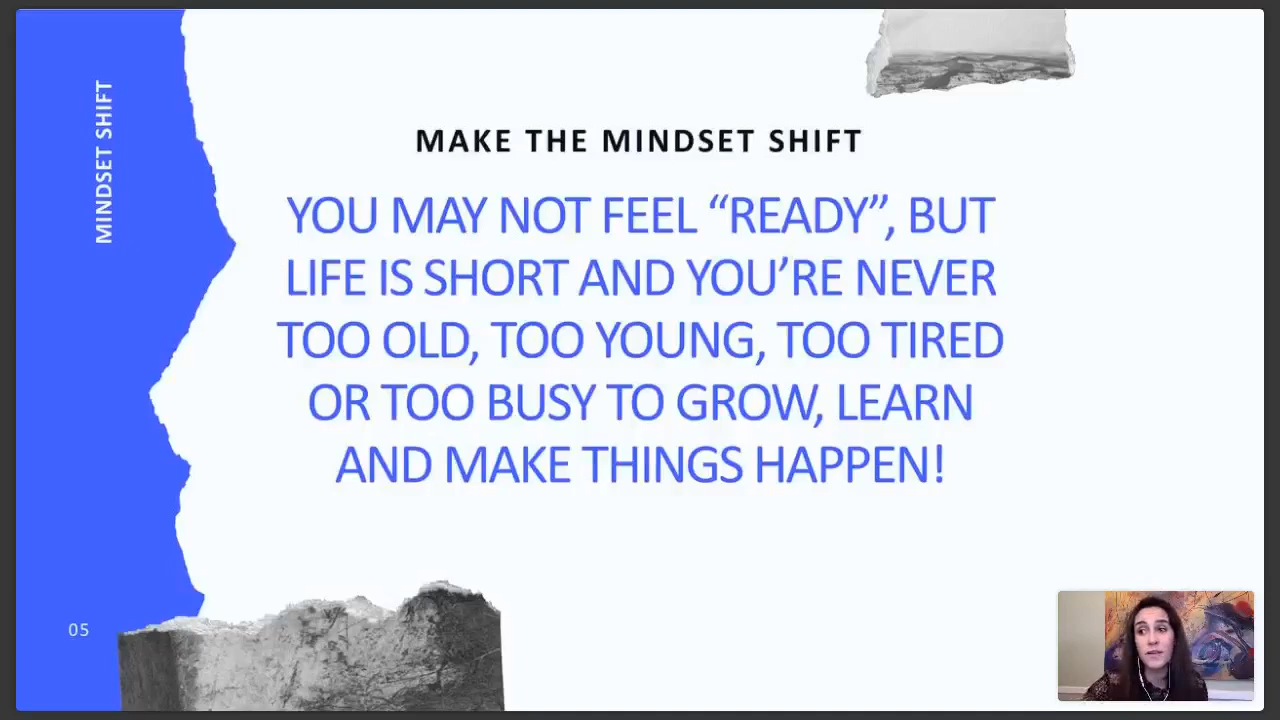 MINDSET SHIFT
MAKE THE MINDSET SHIFT
YOU MAY NOT FEEL “READY”, BUT
LIFE IS SHORT AND YOU’RE NEVER
TOO OLD, TOO YOUNG, TOO TIRED
OR TOO BUSY TO GROW, LEARN
AND MAKE THINGS HAPPEN!
05